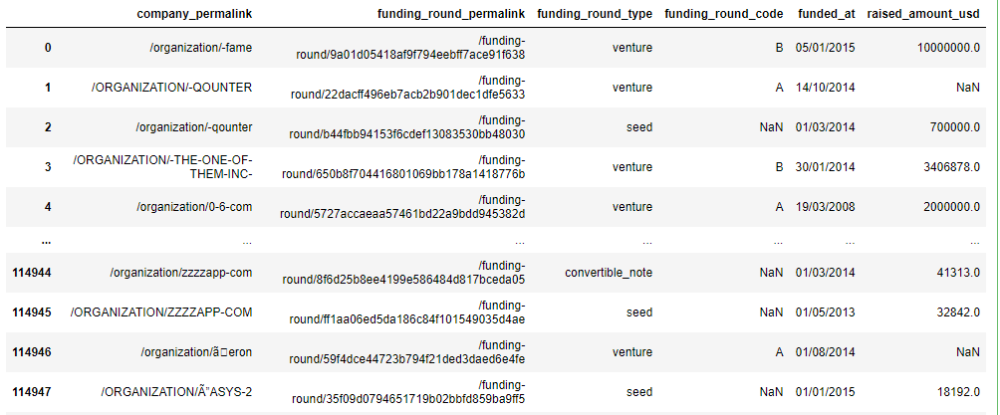 company_permalink funding_round_permalink funding_round_type funding_round_code funded_at raised_amount_usd
0 /organization/-fame /funding-round/9a01d05418af9f794eebff7ace91f638 venture B 05/01/2015 10000000.0
1 /ORGANIZATION/-QOUNTER /funding-round/22dacff496eb7acb2b901dec1dfe5633 venture A 14/10/2014 NaN
2 /organization/-qounter /funding-round/b44fbb94153f6cdef13083530bb48030 seed NaN 01/03/2014 700000.0
3 /ORGANIZATION/-THE-ONE-OF-THEM-INC- /funding-round/650b8f704416801069bb178a1418776b venture B 30/01/2014 3406878.0
4 /organization/0-6-com /funding-round/5727accaeaa57461bd22a9bdd945382d venture A 19/03/2008 2000000.0
... ... ... ... ... ... ...
114944 /organization/zzzzapp-com /funding-round/8f6d25b8ee4199e586484d817bceda05 convertible_note NaN 01/03/2014 41313.0
114945 /ORGANIZATION/ZZZZAPP-COM /funding-round/ff1aa06ed5da186c84f101549035d4ae seed NaN 01/05/2013 32842.0
114946 /organization/ã□eron /funding-round/59f4dce44723b794f21ded3daed6e4fe venture A 01/08/2014 NaN
114947 /ORGANIZATION/Ã”ASYS-2 /funding-round/35f09d0794651719b02bbfd859ba9ff5 seed NaN 01/01/2015 18192.0